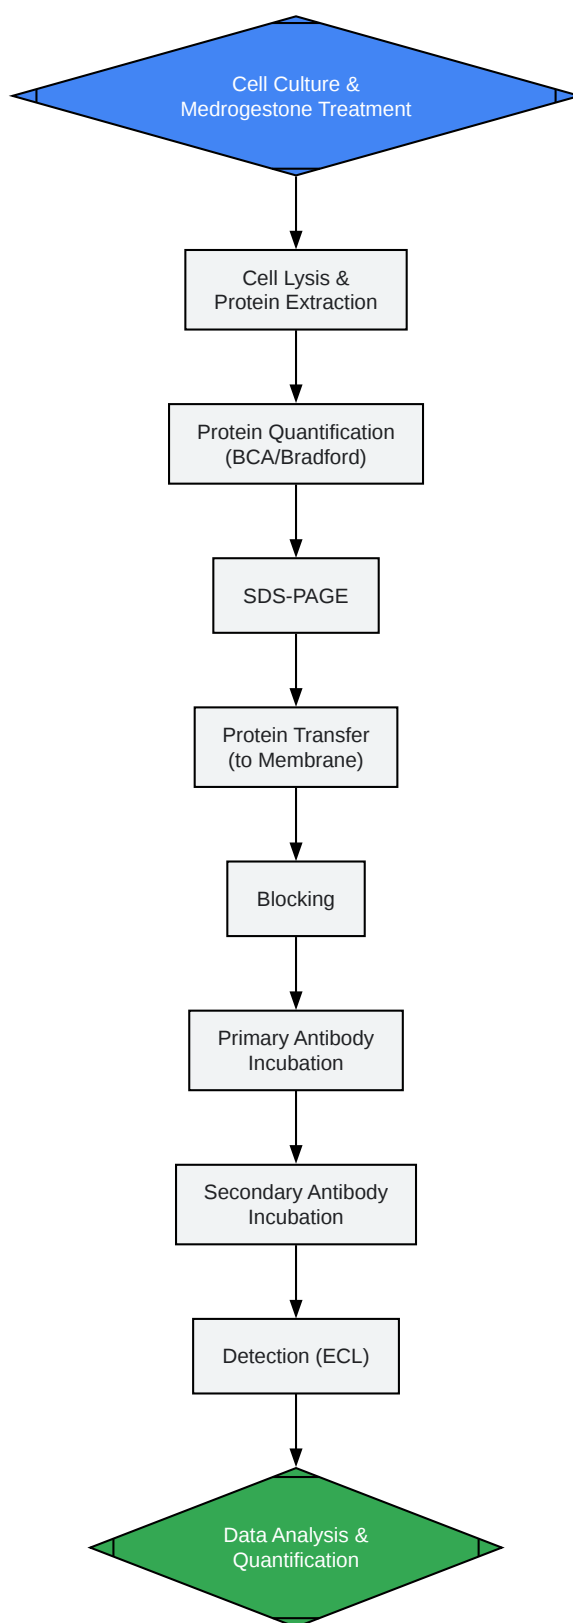 Cell Culture &
Medrogestone Treatment
Cell Lysis &
Protein Extraction
Protein Quantification
(BCA/Bradford)
SDS-PAGE
Protein Transfer
(to Membrane)
Blocking
Primary Antibody
Incubation
Secondary Antibody
Incubation
Detection (ECL)
Data Analysis &
Quantification